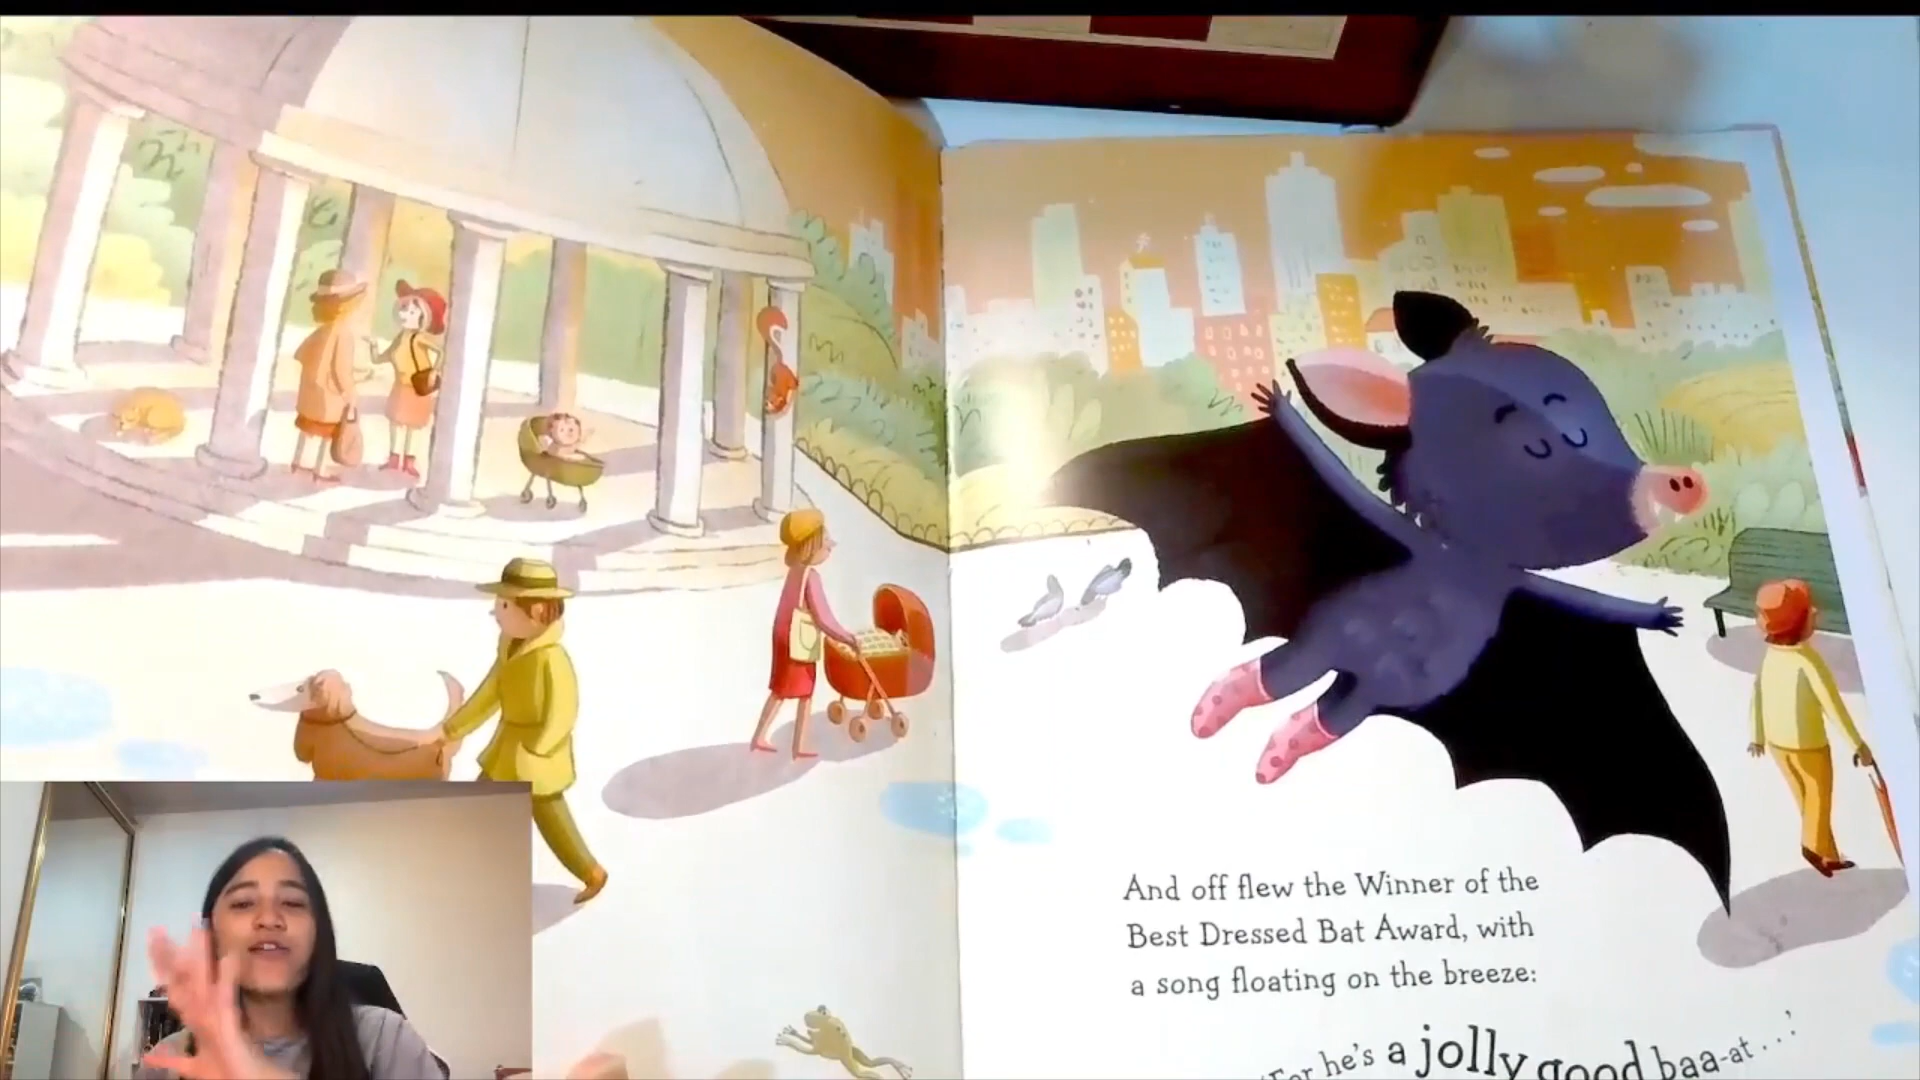 And off flew the Winner of the
Best Dressed Bat Award, with
a song floating on the breeze:
'For he's a jolly good baa-at . . .'